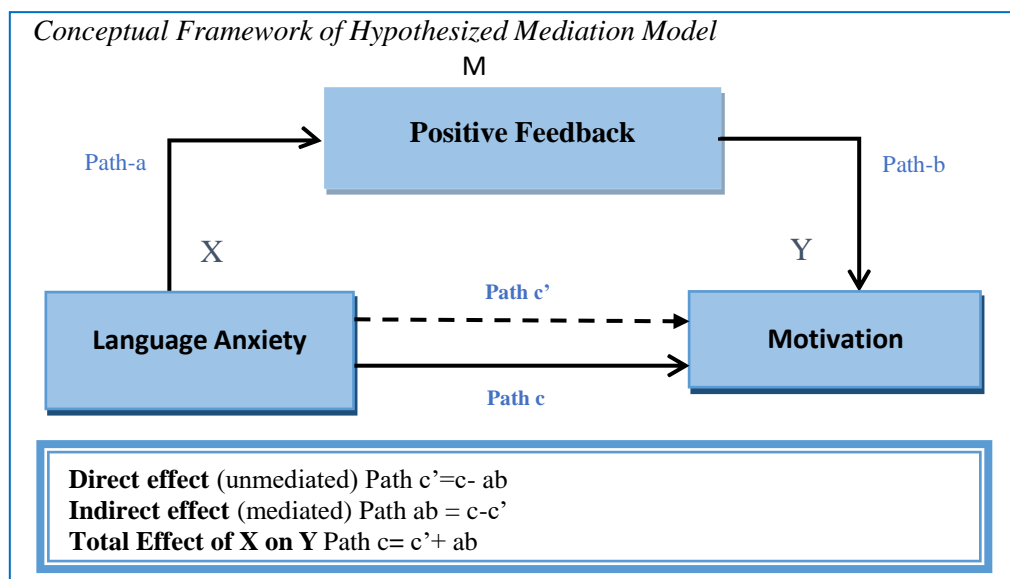 Conceptual Framework of Hypothesized Mediation Model
M
Positive Feedback
Path-a
Path-b
X
Y
Path c’
Language Anxiety
Motivation
Path c
Direct effect (unmediated) Path c’=c- ab
Indirect effect (mediated) Path ab = c-c’
Total Effect of X on Y Path c= c’+ ab